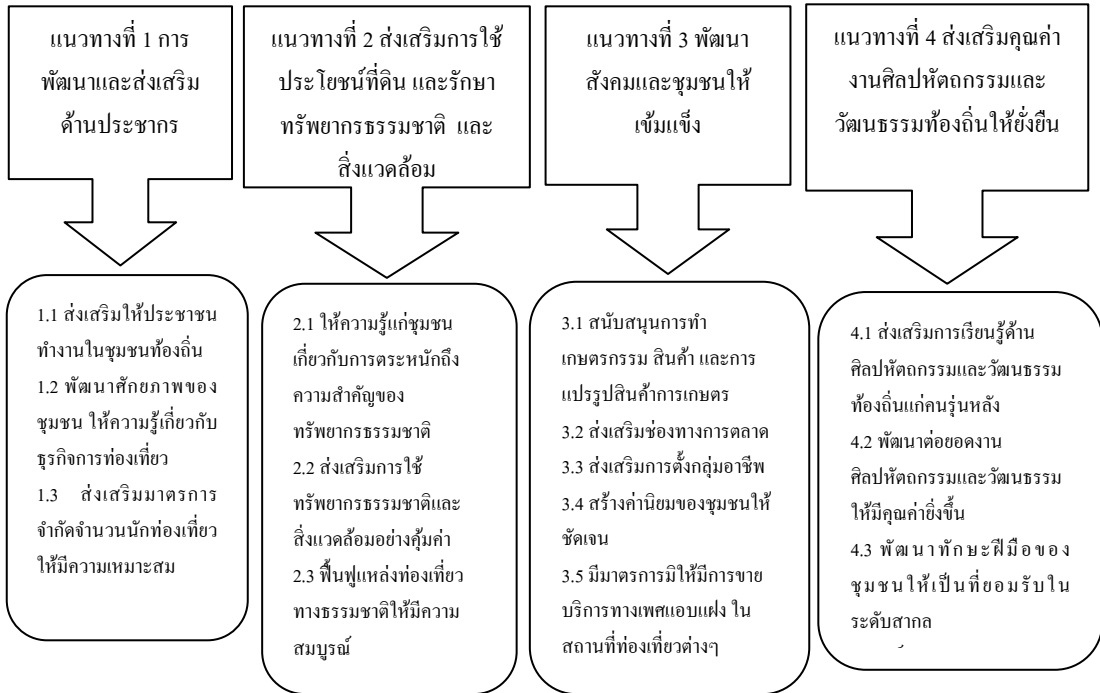 แนวทางที่ 1 การ
พัฒนาและส่งเสริม
ด้านประชากร
แนวทางที่ 2 ส่งเสริมการใช้
ประโยชน์ที่ดิน และรักษา
ทรัพยากรธรรมชาติ และ
สิ่งแวดล้อม
แนวทางที่ 3 พัฒนา
สังคมและชุมชนให้
เข้มแข็ง
แนวทางที่ 4 ส่งเสริมคุณค่า
งานศิลปหัตถกรรมและ
วัฒนธรรมท้องถิ่นให้ยั่งยืน
1.1 ส่งเสริมให้ประชาชน
ทำงานในชุมชนท้องถิ่น
1.2 พัฒนาศักยภาพของ
ชุมชน ให้ความรู้เกี่ยวกับ
ธุรกิจการท่องเที่ยว
1.3 ส่งเสริมมาตรการ
จำกัดจำนวนนักท่องเที่ยว
ให้มีความเหมาะสม
2.1 ให้ความรู้แก่ชุมชน
เกี่ยวกับการตระหนักถึง
ความสำคัญของ
ทรัพยากรธรรมชาติ
2.2 ส่งเสริมการใช้
ทรัพยากรธรรมชาติและ
สิ่งแวดล้อมอย่างคุ้มค่า
2.3 ฟื้นฟูแหล่งท่องเที่ยว
ทางธรรมชาติให้มีความ
สมบูรณ์
3.1 สนับสนุนการทำ
เกษตรกรรม สินค้า และการ
แปรรูปสินค้าการเกษตร
3.2 ส่งเสริมช่องทางการตลาด
3.3 ส่งเสริมการตั้งกลุ่มอาชีพ
3.4 สร้างค่านิยมของชุมชนให้
ชัดเจน
3.5 มีมาตรการมิให้มีการขาย
บริการทางเพศแอบแฝง ใน
สถานที่ท่องเที่ยวต่างๆ
4.1 ส่งเสริมการเรียนรู้ด้าน
ศิลปหัตถกรรมและวัฒนธรรม
ท้องถิ่นแก่คนรุ่นหลัง
4.2 พัฒนาต่อยอดงาน
ศิลปหัตถกรรมและวัฒนธรรม
ให้มีคุณค่ายิ่งขึ้น
4.3 พัฒนาทักษะฝีมือของ
ชุมชนให้เป็นที่ยอมรับใน
ระดับสากล